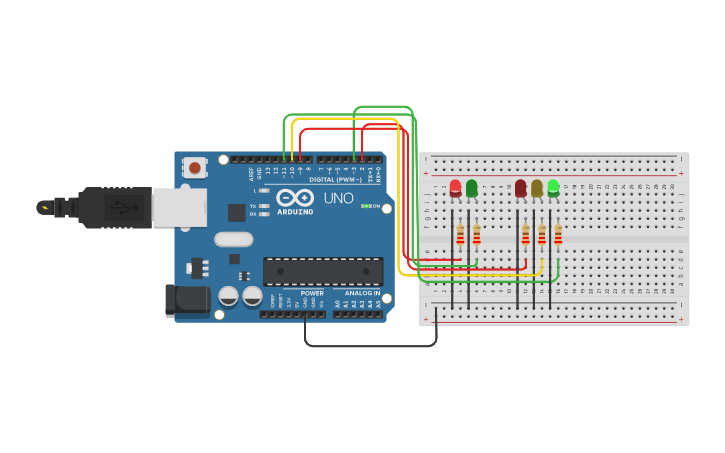 AREF
GND
13
12
~11
~10
~9
8
7
~6
~5
4
~3
2
TX→1
RX←0
DIGITAL (PWM~)
L
TX
RX
UNO
ARDUINO
ON
POWER
ANALOG IN
IOREF
RESET
3.3V
5V
GND
GND
Vin
A0
A1
A2
A3
A4
A5